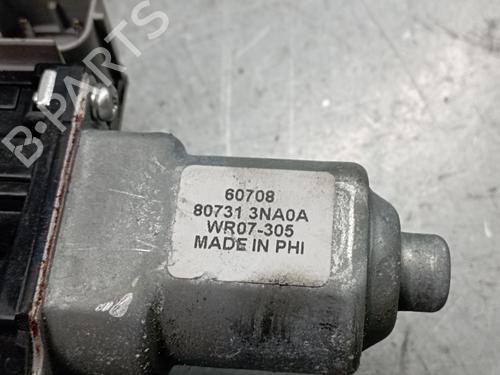 B-PARTS
60708
80731 3NA0A
WR07-305
MADE IN PHI